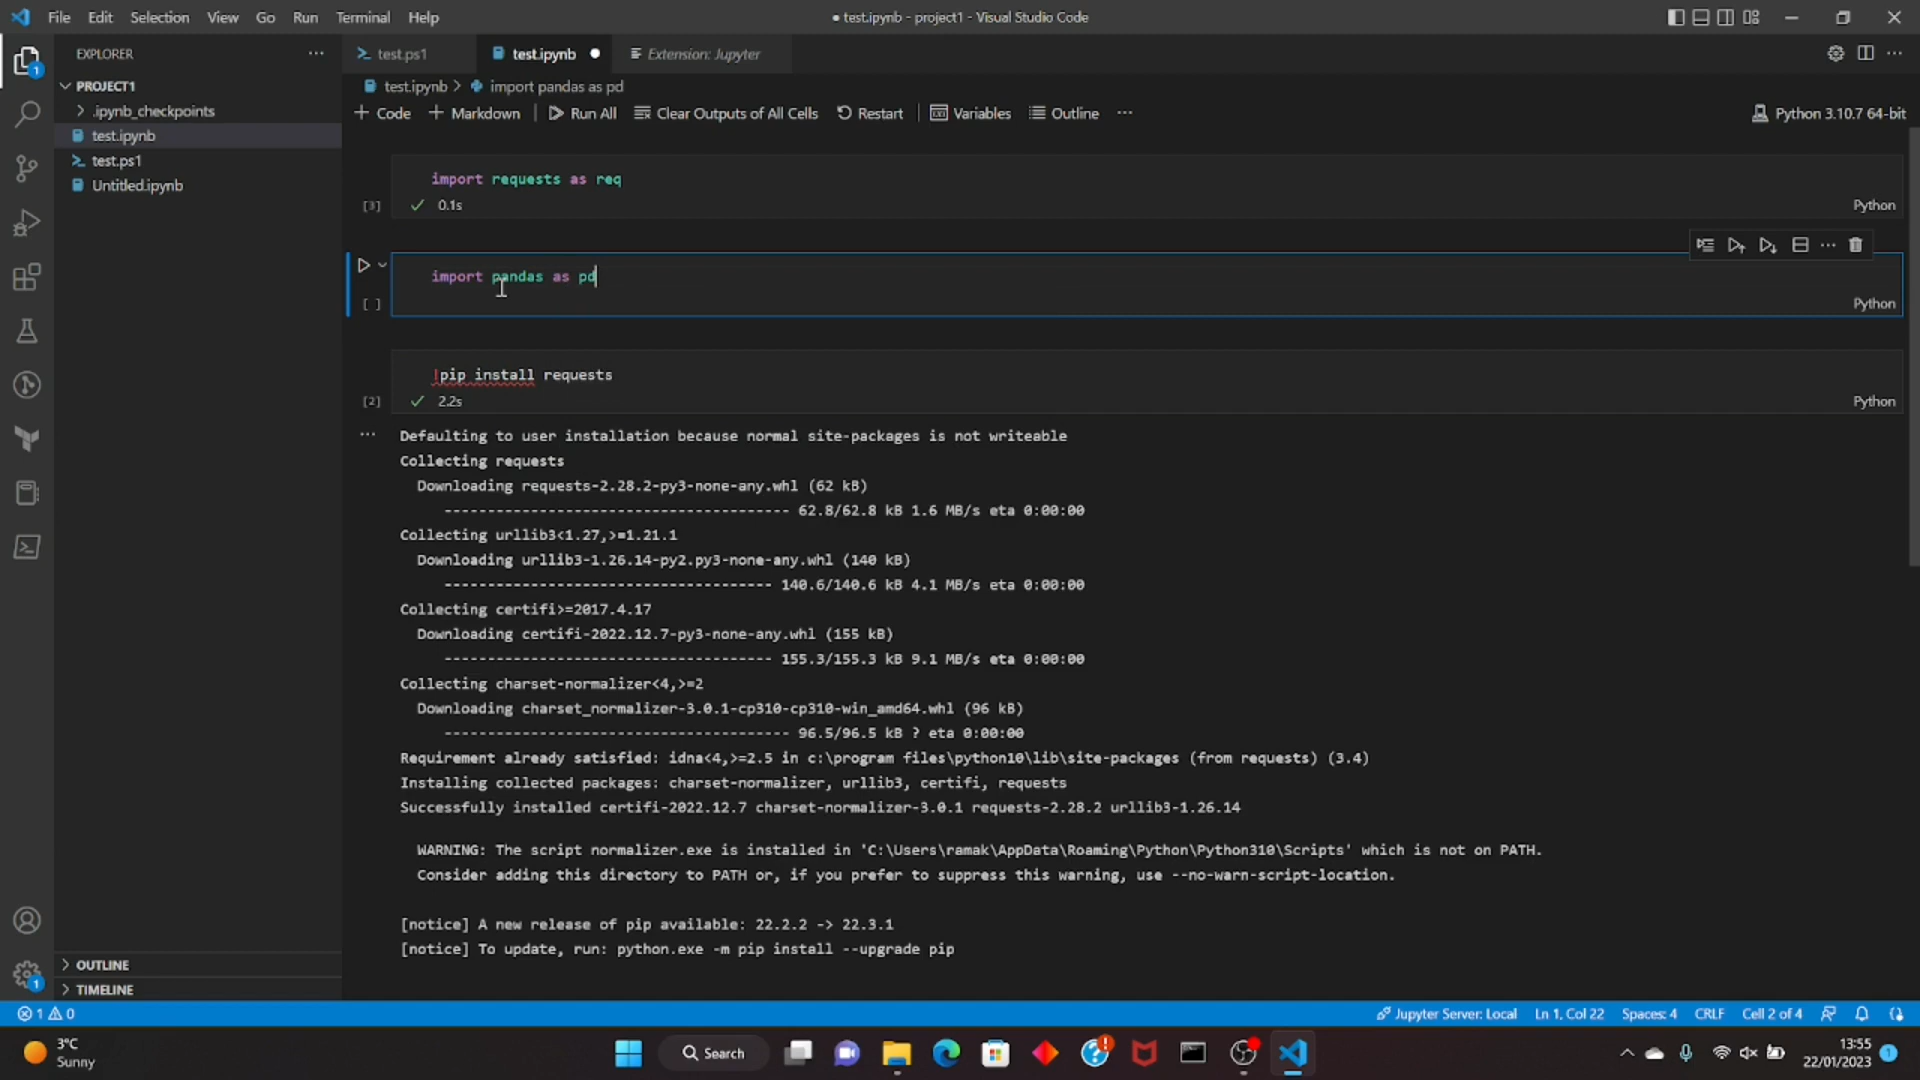 File Edit Selection View Go Run Terminal Help
● test.ipynb - project1 - Visual Studio Code
EXPLORER
PROJECT1
.ipynb_checkpoints
test.ipynb
test.ps1
Untitled.ipynb
OUTLINE
TIMELINE
1
1
test.ps1
test.ipynb
Extension: Jupyter
test.ipynb > import pandas as pd
+ Code + Markdown Run All Clear Outputs of All Cells Restart Variables Outline ...
Python 3.10.7 64-bit
import requests as req
[3] ✓ 0.1s
Python
import pandas as pd
[ ]
Python
!pip install requests
[2] ✓ 2.2s
Python
Defaulting to user installation because normal site-packages is not writeable
Collecting requests
Downloading requests-2.28.2-py3-none-any.whl (62 kB)
---------------------------------------- 62.8/62.8 kB 1.6 MB/s eta 0:00:00
Collecting urllib3<1.27,>=1.21.1
Downloading urllib3-1.26.14-py2.py3-none-any.whl (140 kB)
-------------------------------------- 140.6/140.6 kB 4.1 MB/s eta 0:00:00
Collecting certifi>=2017.4.17
Downloading certifi-2022.12.7-py3-none-any.whl (155 kB)
-------------------------------------- 155.3/155.3 kB 9.1 MB/s eta 0:00:00
Collecting charset-normalizer<4,>=2
Downloading charset_normalizer-3.0.1-cp310-cp310-win_amd64.whl (96 kB)
---------------------------------------- 96.5/96.5 kB ? eta 0:00:00
Requirement already satisfied: idna<4,>=2.5 in c:\program files\python10\lib\site-packages (from requests) (3.4)
Installing collected packages: charset-normalizer, urllib3, certifi, requests
Successfully installed certifi-2022.12.7 charset-normalizer-3.0.1 requests-2.28.2 urllib3-1.26.14
WARNING: The script normalizer.exe is installed in 'C:\Users\ramak\AppData\Roaming\Python\Python310\Scripts' which is not on PATH.
Consider adding this directory to PATH or, if you prefer to suppress this warning, use --no-warn-script-location.
[notice] A new release of pip available: 22.2.2 -> 22.3.1
[notice] To update, run: python.exe -m pip install --upgrade pip
1 0
Jupyter Server: Local Ln 1, Col 22 Spaces: 4 CRLF Cell 2 of 4
3°C
Sunny
Search
13:55
22/01/2023
1